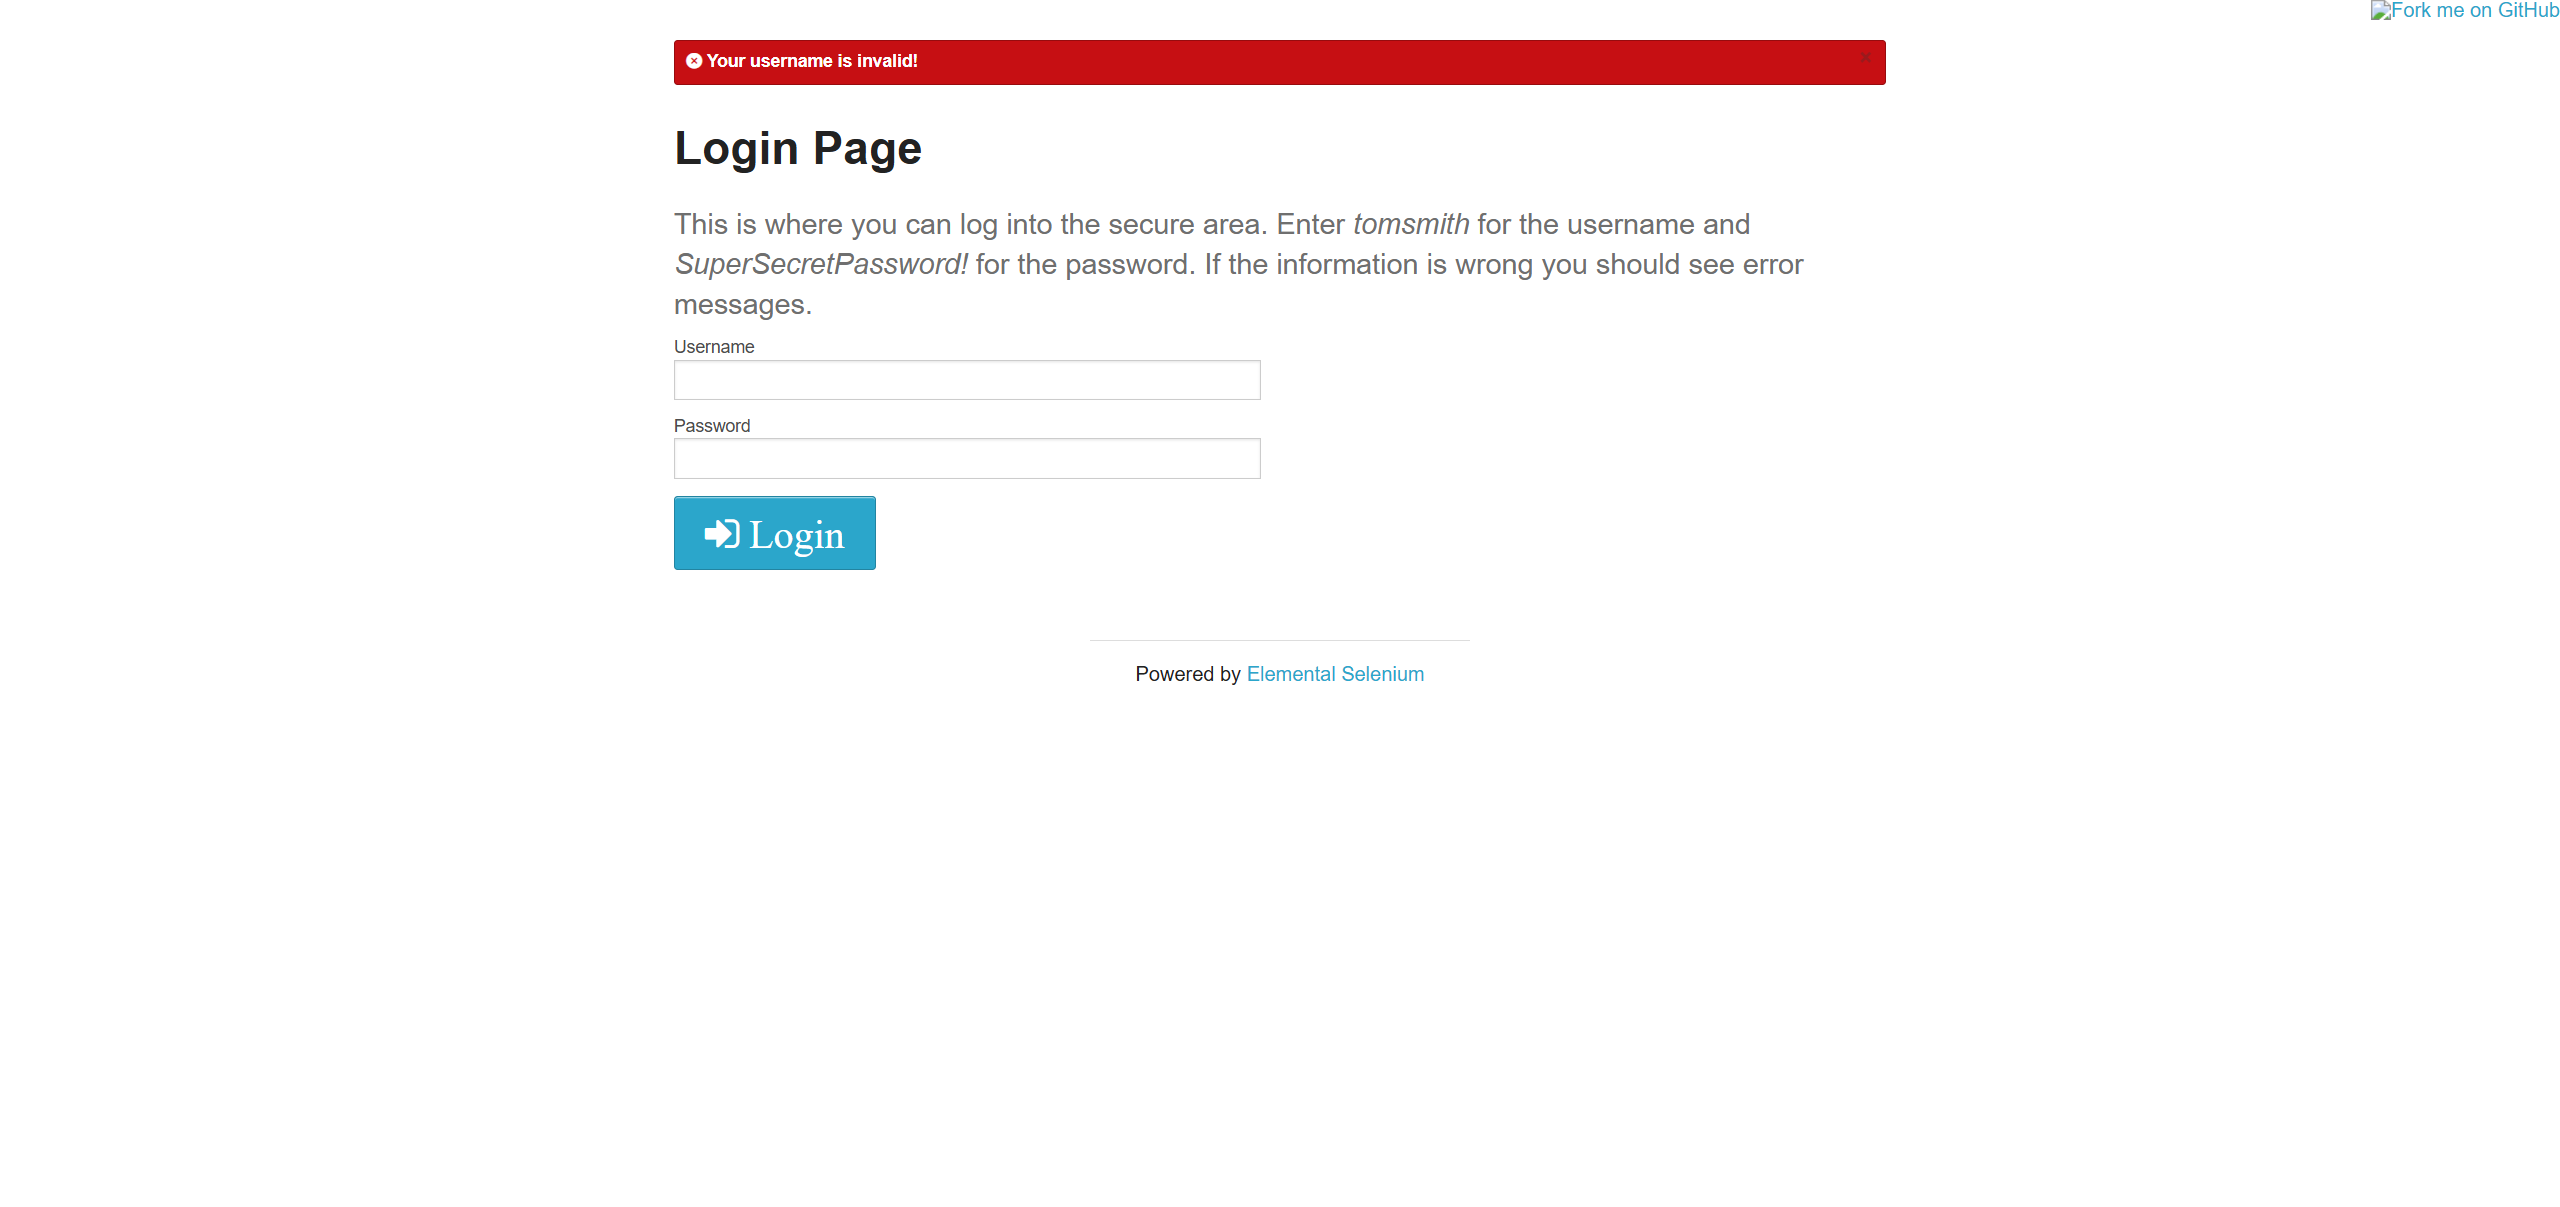 Fork me on GitHub
Your username is invalid!
×
Login Page
This is where you can log into the secure area. Enter tomsmith for the username and
SuperSecretPassword! for the password. If the information is wrong you should see error
messages.
Username
Password
Login
Powered by Elemental Selenium